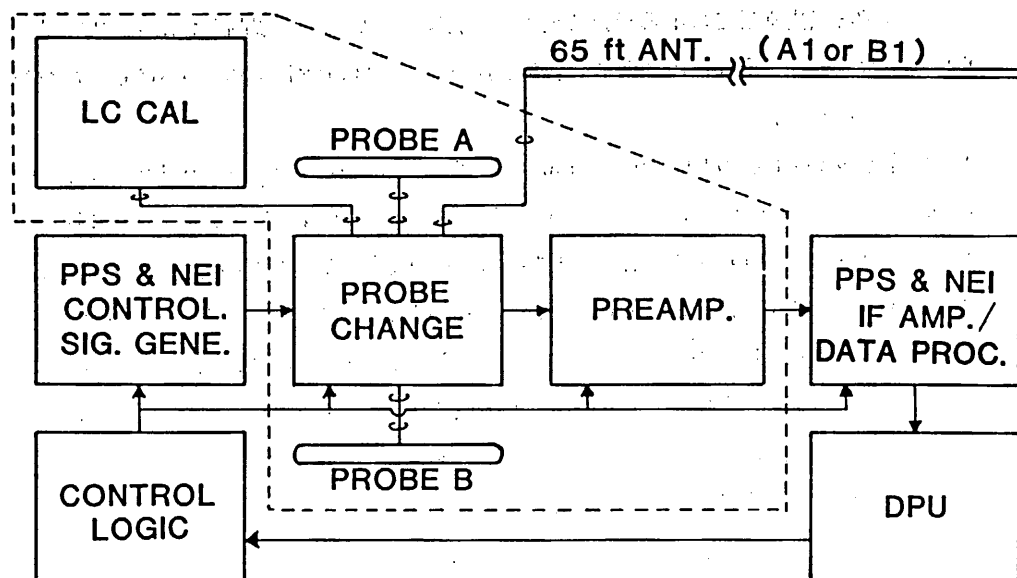 65 ft ANT. (A1 or B1)
LC CAL
PROBE A
PPS & NEI
CONTROL.
SIG. GENE.
PROBE
CHANGE
PREAMP.
PPS & NEI
IF AMP./
DATA PROC.
PROBE B
CONTROL
LOGIC
DPU